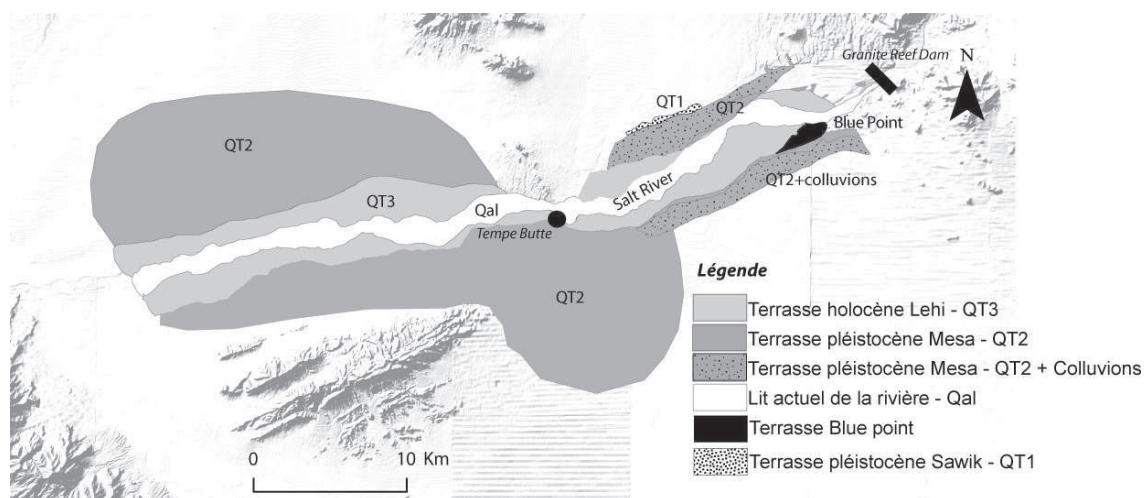 Granite Reef Dam
N
QT1
QT2
QT2
Blue Point
QT2+colluvions
QT3
Salt River
Qal
Tempe Butte
QT2
Légende
Terrasse holocène Lehi - QT3
Terrasse pléistocène Mesa - QT2
Terrasse pléistocène Mesa - QT2 + Colluvions
Lit actuel de la rivière - Qal
Terrasse Blue point
Terrasse pléistocène Sawik - QT1
0 10 Km